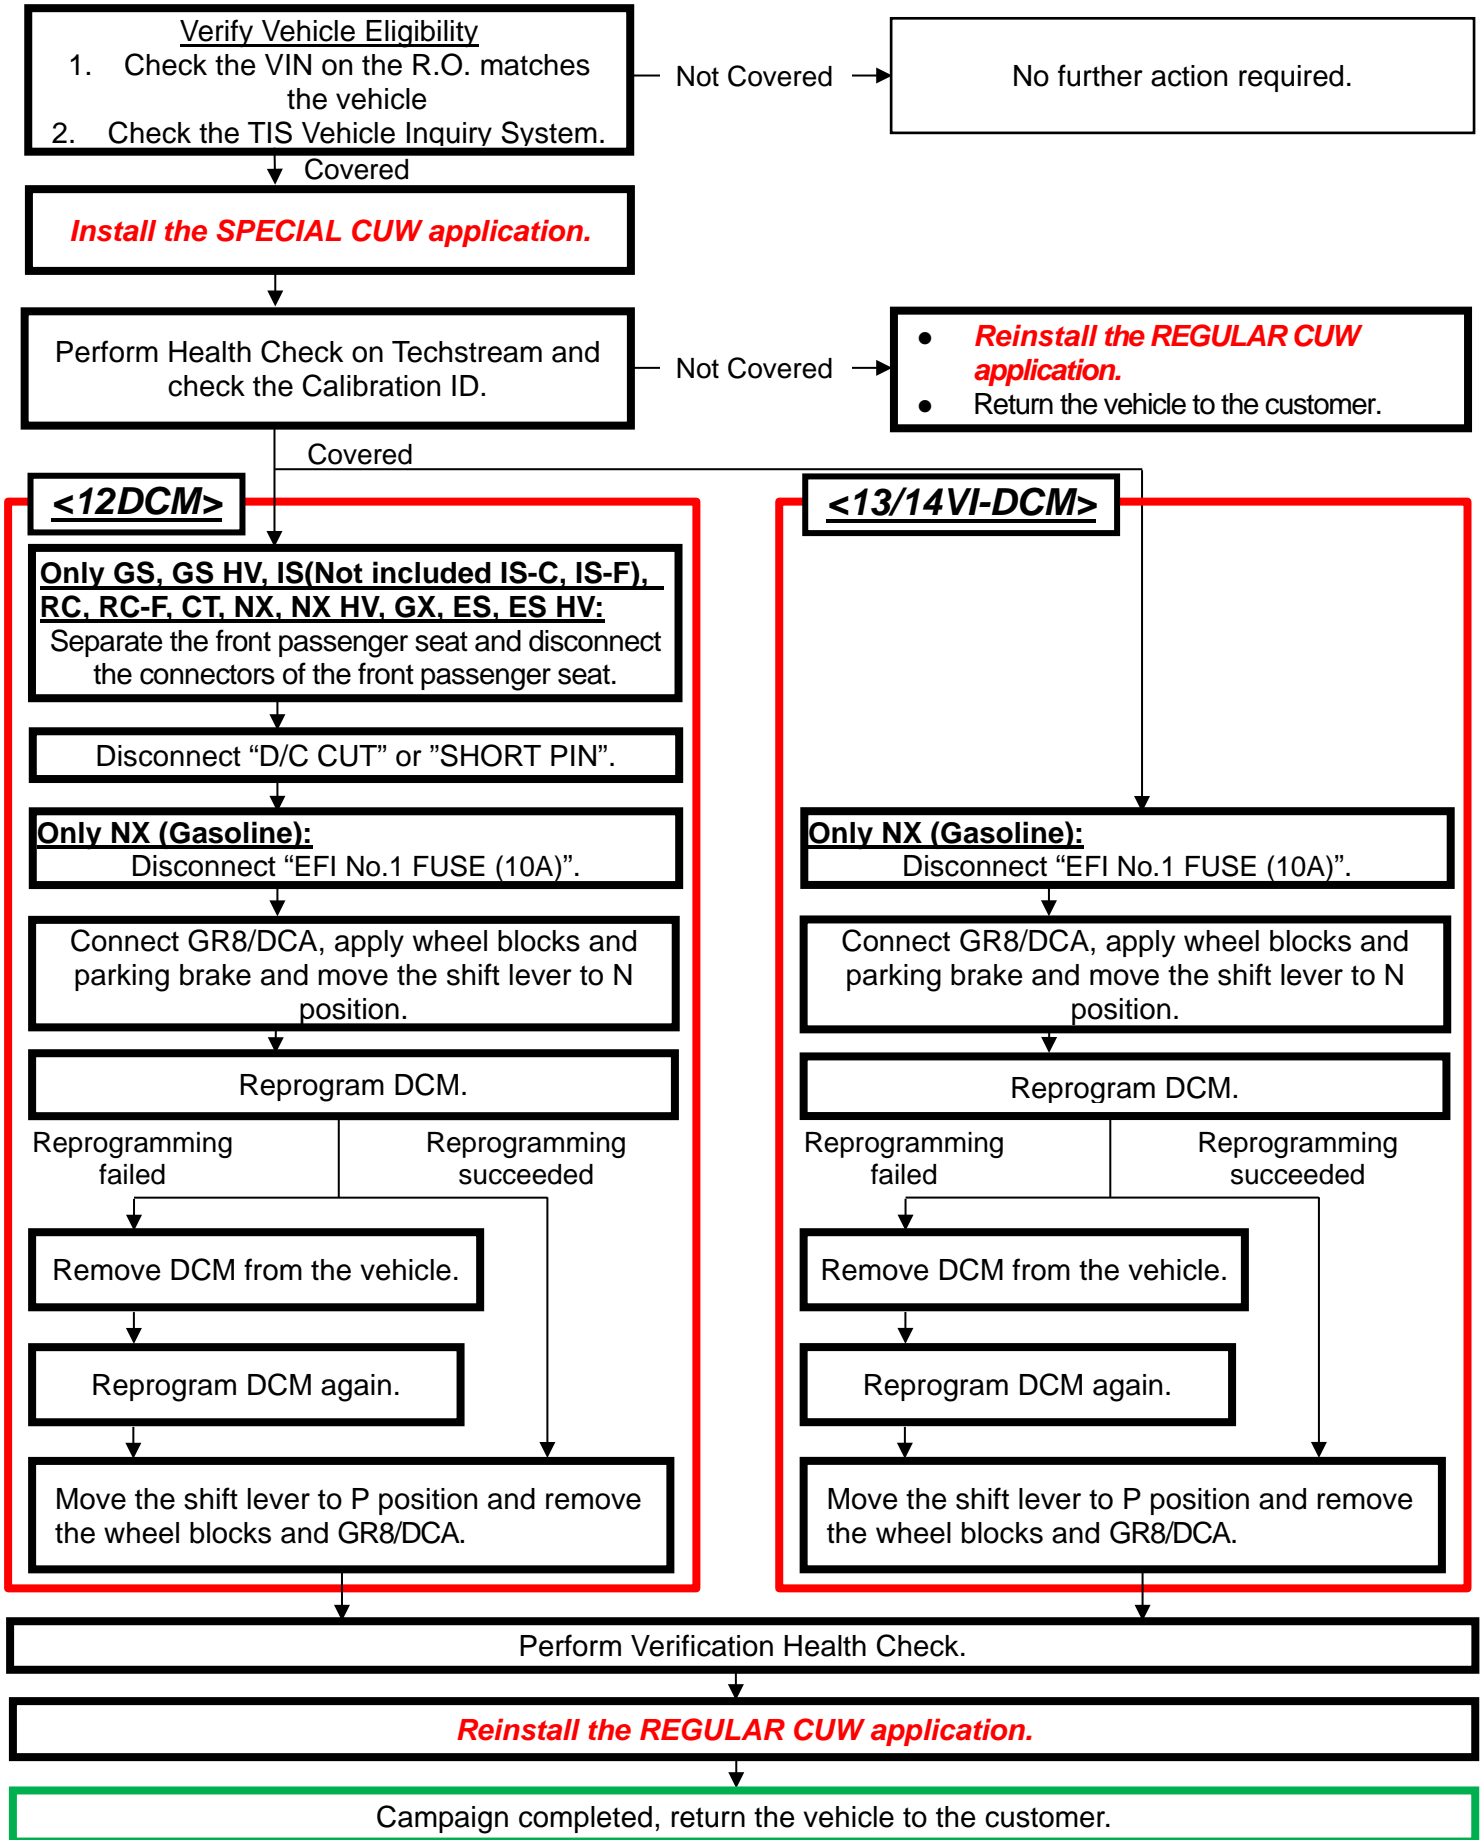 Verify Vehicle Eligibility
1. Check the VIN on the R.O. matches
the vehicle
2. Check the TIS Vehicle Inquiry System.
Not Covered
No further action required.
Covered
Install the SPECIAL CUW application.
Perform Health Check on Techstream and
check the Calibration ID.
Not Covered
● Reinstall the REGULAR CUW
application.
● Return the vehicle to the customer.
Covered
<12DCM>
Only GS, GS HV, IS(Not included IS-C, IS-F),
RC, RC-F, CT, NX, NX HV, GX, ES, ES HV:
Separate the front passenger seat and disconnect
the connectors of the front passenger seat.
Disconnect “D/C CUT” or ”SHORT PIN”.
Only NX (Gasoline):
Disconnect “EFI No.1 FUSE (10A)”.
Connect GR8/DCA, apply wheel blocks and
parking brake and move the shift lever to N
position.
Reprogram DCM.
Reprogramming
failed
Reprogramming
succeeded
Remove DCM from the vehicle.
Reprogram DCM again.
Move the shift lever to P position and remove
the wheel blocks and GR8/DCA.
<13/14VI-DCM>
Only NX (Gasoline):
Disconnect “EFI No.1 FUSE (10A)”.
Connect GR8/DCA, apply wheel blocks and
parking brake and move the shift lever to N
position.
Reprogram DCM.
Reprogramming
failed
Reprogramming
succeeded
Remove DCM from the vehicle.
Reprogram DCM again.
Move the shift lever to P position and remove
the wheel blocks and GR8/DCA.
Perform Verification Health Check.
Reinstall the REGULAR CUW application.
Campaign completed, return the vehicle to the customer.